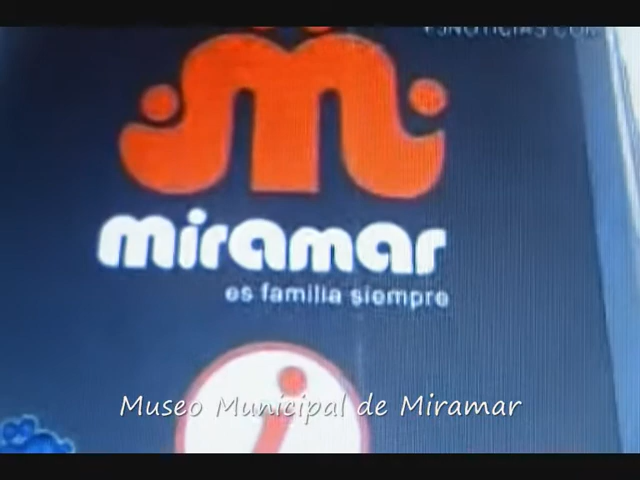 miramar
es familia siempre
i
Museo Municipal de Miramar